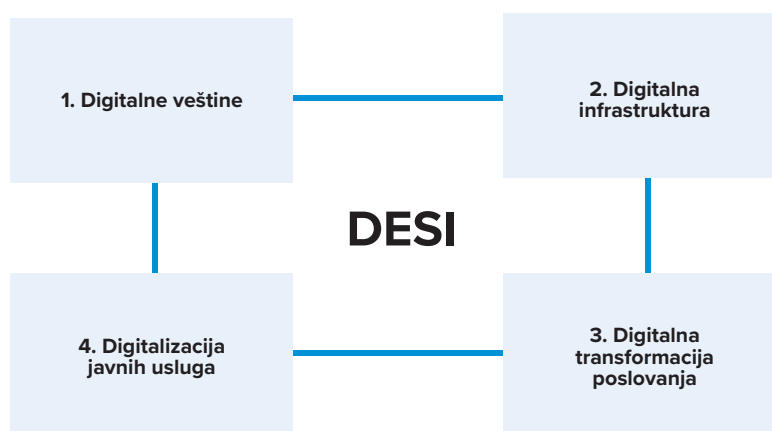 1. Digitalne veštine
2. Digitalna
infrastruktura
DESI
4. Digitalizacija
javnih usluga
3. Digitalna
transformacija
poslovanja